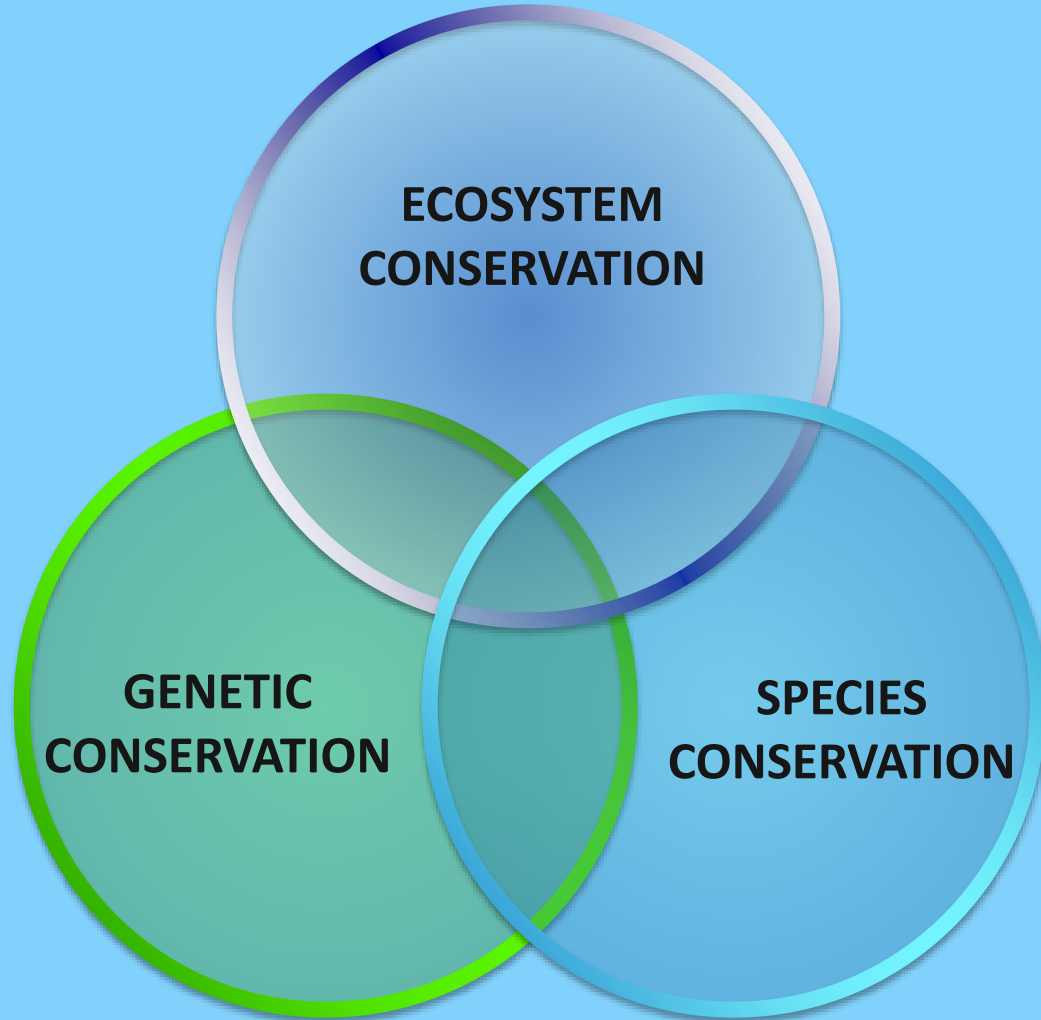 ECOSYSTEM
CONSERVATION
GENETIC
CONSERVATION
SPECIES
CONSERVATION